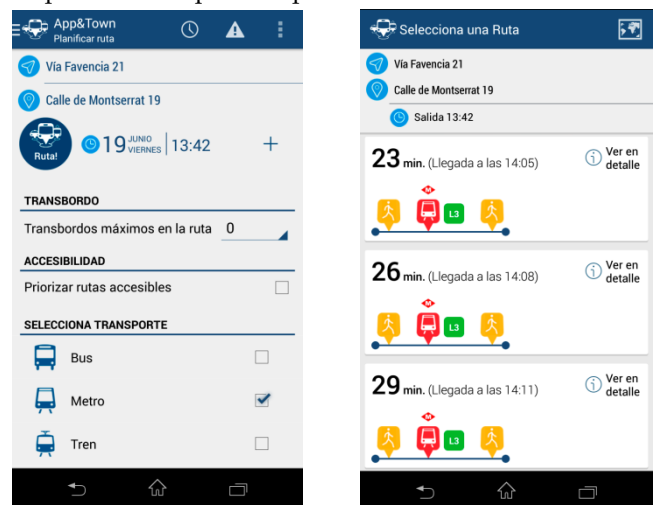 App&Town
Planificar ruta
Vía Favencia 21
Calle de Montserrat 19
Ruta!
19 JUNIO VIERNES 13:42 +
TRANSBORDO
Transbordos máximos en la ruta 0
ACCESIBILIDAD
Priorizar rutas accesibles
SELECCIONA TRANSPORTE
Bus
Metro
Tren
Selecciona una Ruta
Vía Favencia 21
Calle de Montserrat 19
Salida 13:42
23 min. (Llegada a las 14:05) Ver en detalle
M
L3
26 min. (Llegada a las 14:08) Ver en detalle
M
L3
29 min. (Llegada a las 14:11) Ver en detalle
M
L3